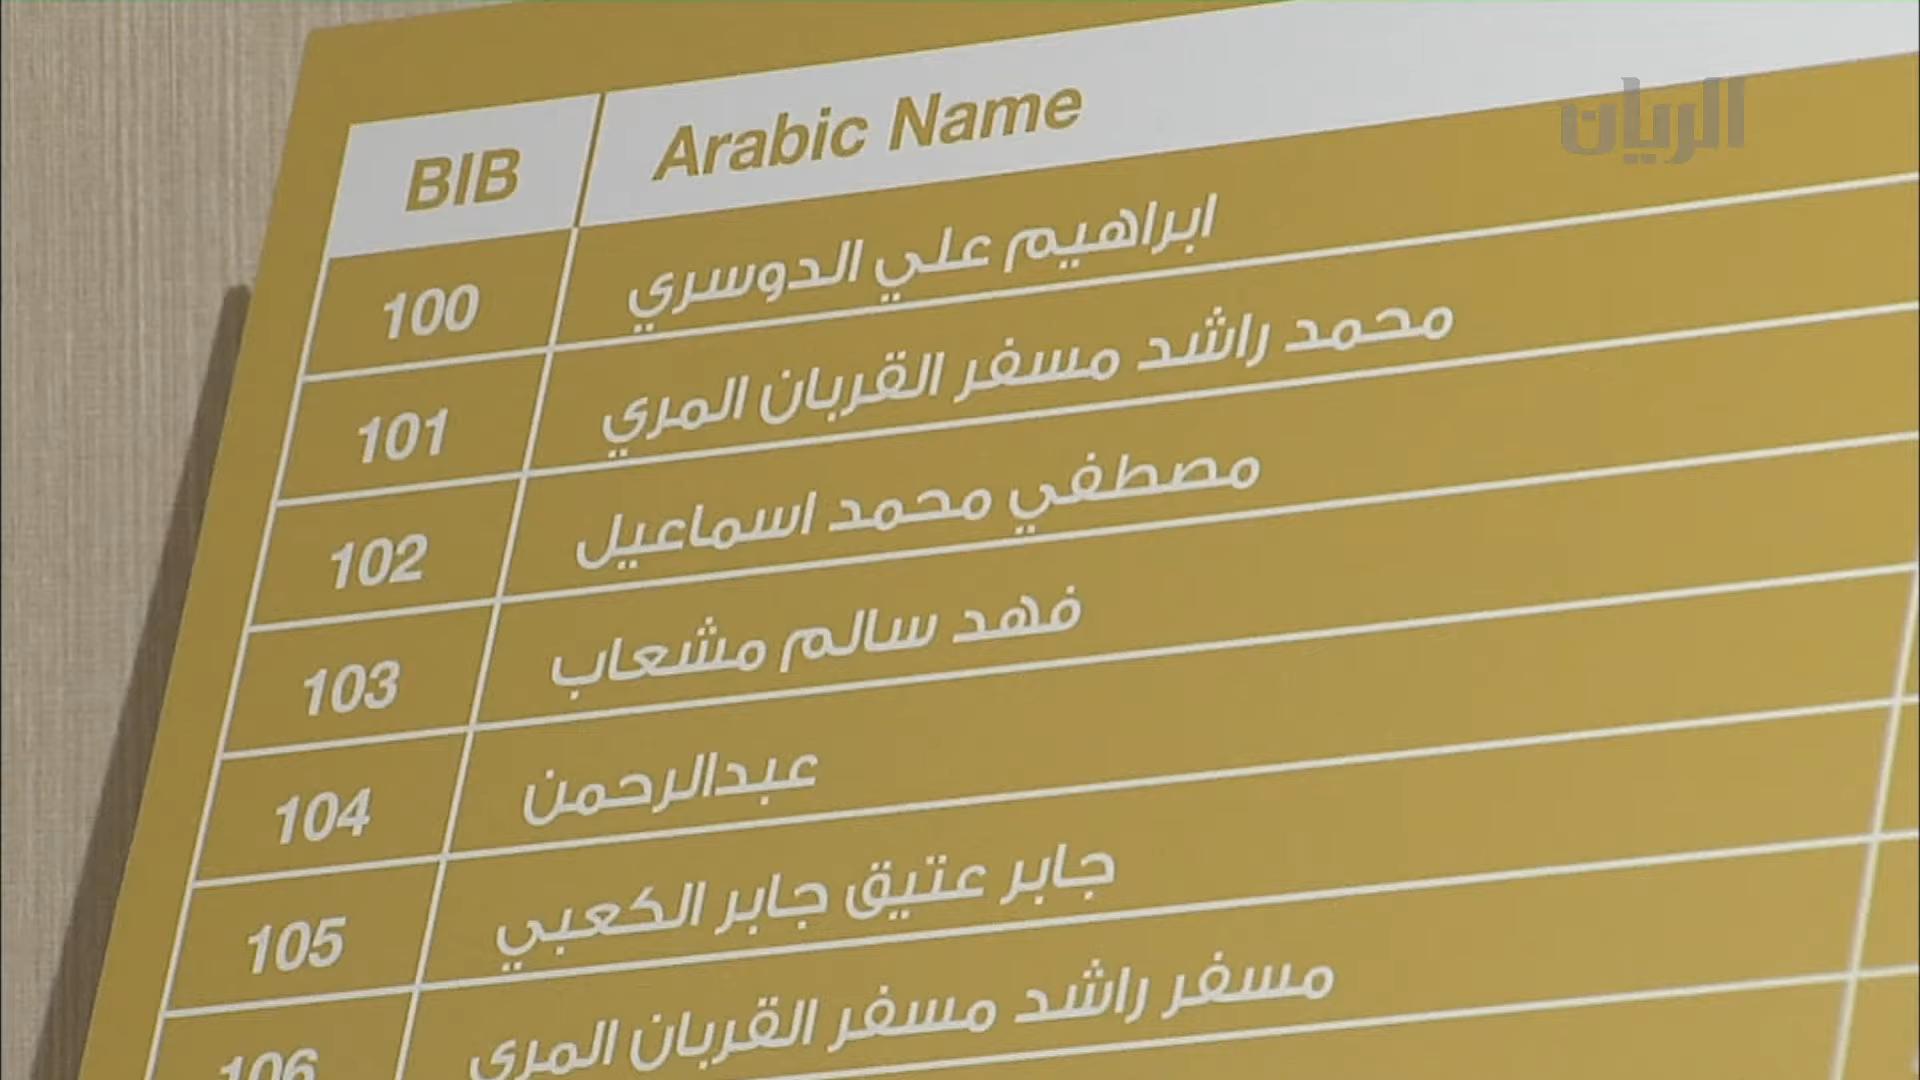 الريان
BIB Arabic Name
100 ابراهيم علي الدوسري
101 محمد راشد مسفر القربان المري
102 مصطفي محمد اسماعيل
103 فهد سالم مشعاب
104 عبدالرحمن
105 جابر عتيق جابر الكعبي
106 مسفر راشد مسفر القربان المري